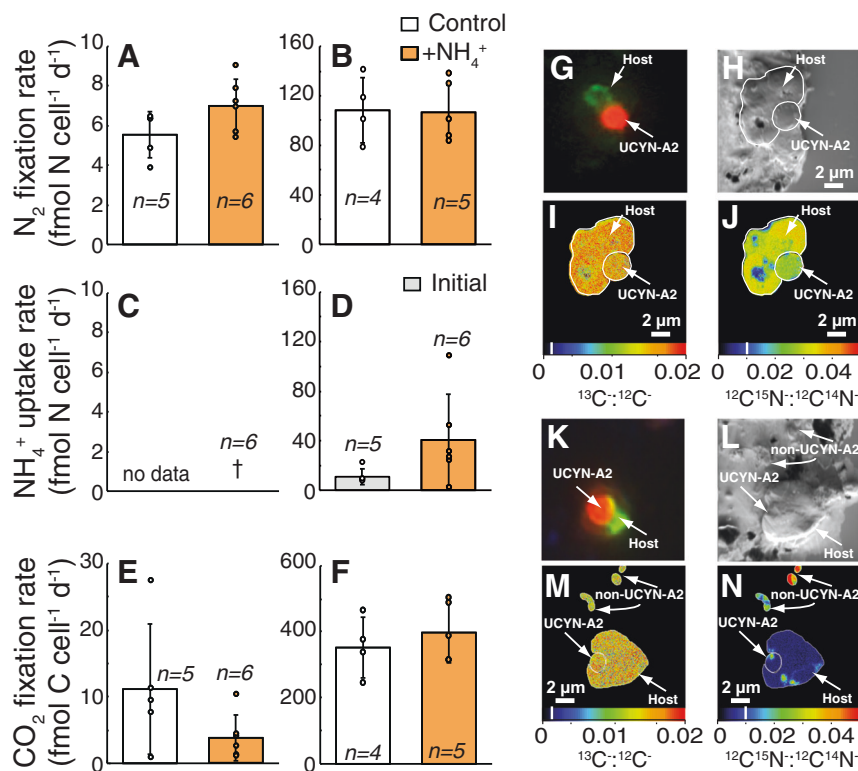 Control
+NH₄⁺
N₂ fixation rate
(fmol N cell⁻¹ d⁻¹)
A
10
8
6
4
2
0
n=5
n=6
B
160
120
80
40
0
n=4
n=5
Initial
NH₄⁺ uptake rate
(fmol N cell⁻¹ d⁻¹)
C
10
8
6
4
2
0
no data
n=6
†
D
160
120
80
40
0
n=5
n=6
CO₂ fixation rate
(fmol C cell⁻¹ d⁻¹)
E
30
20
10
0
n=5
n=6
F
600
400
200
0
n=4
n=5
G
Host
UCYN-A2
H
Host
UCYN-A2
2 µm
I
Host
UCYN-A2
2 µm
0 0.01 0.02
¹³C⁻:¹²C⁻
J
Host
UCYN-A2
2 µm
0 0.02 0.04
¹²C¹⁵N⁻:¹²C¹⁴N⁻
K
UCYN-A2
Host
L
non-UCYN-A2
UCYN-A2
Host
M
non-UCYN-A2
UCYN-A2
2 µm
Host
0 0.01 0.02
¹³C⁻:¹²C⁻
N
non-UCYN-A2
UCYN-A2
2 µm
Host
0 0.02 0.04
¹²C¹⁵N⁻:¹²C¹⁴N⁻